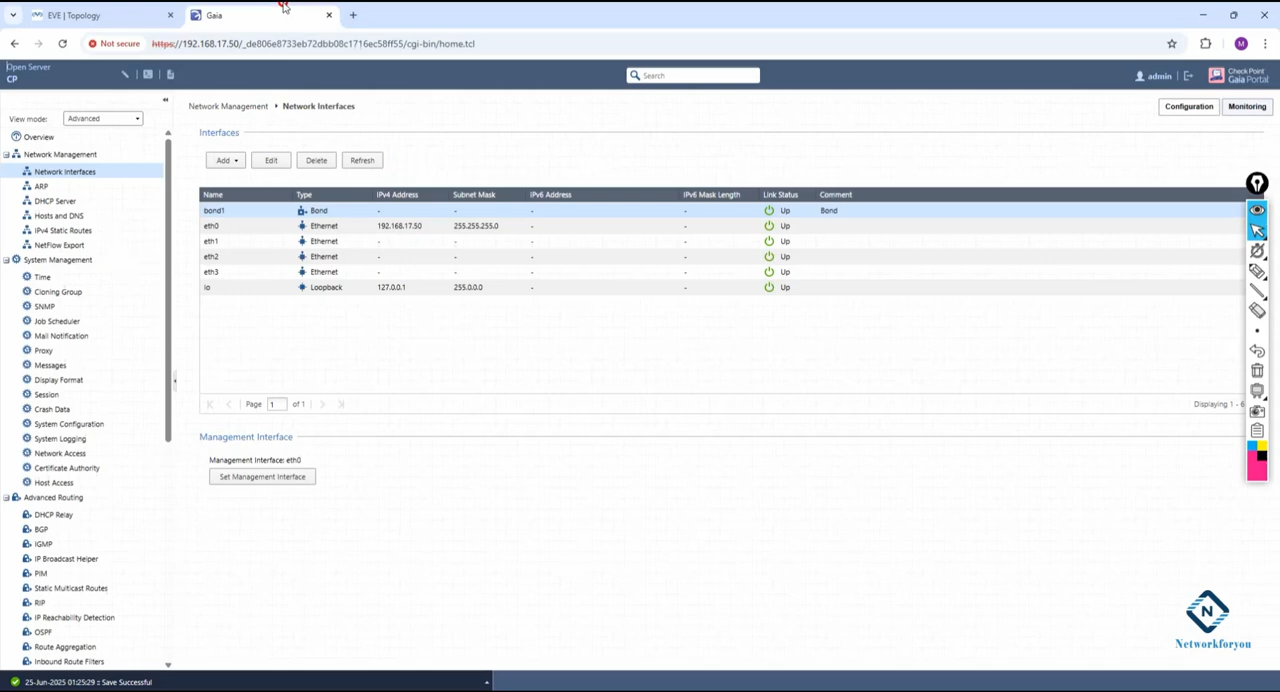 EVE | Topology
Gaia
Not secure
https://192.168.17.50/_de806e8733eb72dbb08c1716ec58ff55/cgi-bin/home.tcl
M
Open Server
CP
Search
admin
Check Point
Gaia Portal
View mode:
Advanced
Overview
Network Management
Network Interfaces
ARP
DHCP Server
Hosts and DNS
IPv4 Static Routes
NetFlow Export
System Management
Time
Cloning Group
SNMP
Job Scheduler
Mail Notification
Proxy
Messages
Display Format
Session
Crash Data
System Configuration
System Logging
Network Access
Certificate Authority
Host Access
Advanced Routing
DHCP Relay
BGP
IGMP
IP Broadcast Helper
PIM
Static Multicast Routes
RIP
IP Reachability Detection
OSPF
Route Aggregation
Inbound Route Filters
Network Management Network Interfaces
Configuration
Monitoring
Interfaces
Add Edit Delete Refresh
Name Type IPv4 Address Subnet Mask IPv6 Address IPv6 Mask Length Link Status Comment
bond1 Bond - - - - Up Bond
eth0 Ethernet 192.168.17.50 255.255.255.0 - - Up
eth1 Ethernet - - - - Up
eth2 Ethernet - - - - Up
eth3 Ethernet - - - - Up
lo Loopback 127.0.0.1 255.0.0.0 - - Up
Page 1 of 1
Displaying 1 - 6
Management Interface
Management Interface: eth0
Set Management Interface
N
Networkforyou
25-Jun-2025 01:25:29 :: Save Successful